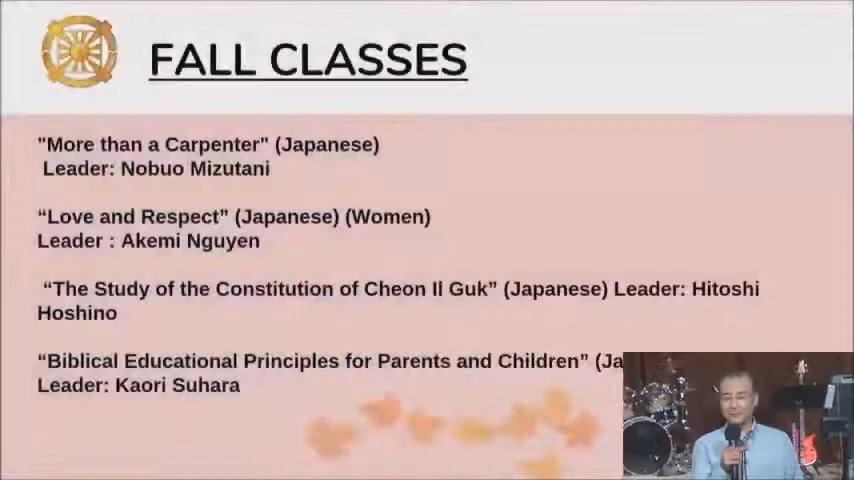 FALL CLASSES
"More than a Carpenter" (Japanese)
Leader: Nobuo Mizutani
“Love and Respect” (Japanese) (Women)
Leader : Akemi Nguyen
“The Study of the Constitution of Cheon Il Guk” (Japanese) Leader: Hitoshi
Hoshino
“Biblical Educational Principles for Parents and Children” (Ja
Leader: Kaori Suhara